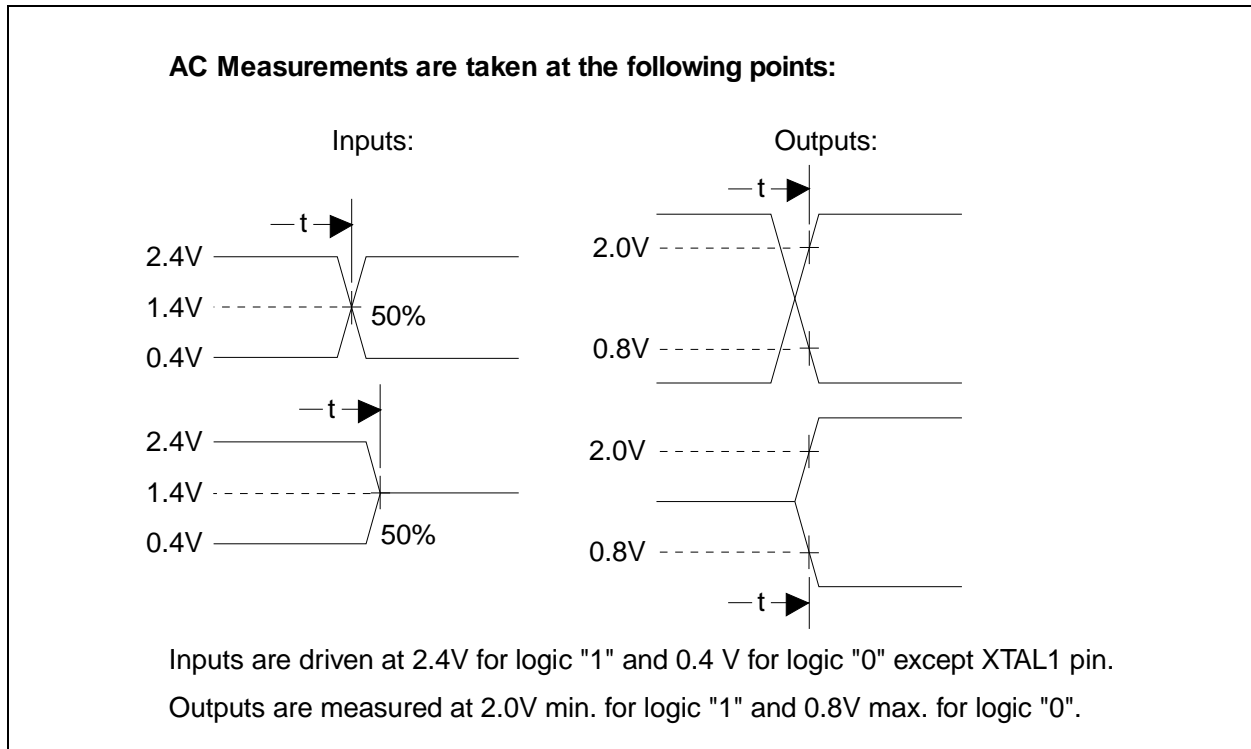 AC Measurements are taken at the following points:
Inputs:
t
2.4V
1.4V
50%
0.4V
t
2.4V
1.4V
50%
0.4V
Outputs:
t
2.0V
0.8V
2.0V
0.8V
t
Inputs are driven at 2.4V for logic "1" and 0.4 V for logic "0" except XTAL1 pin.
Outputs are measured at 2.0V min. for logic "1" and 0.8V max. for logic "0".